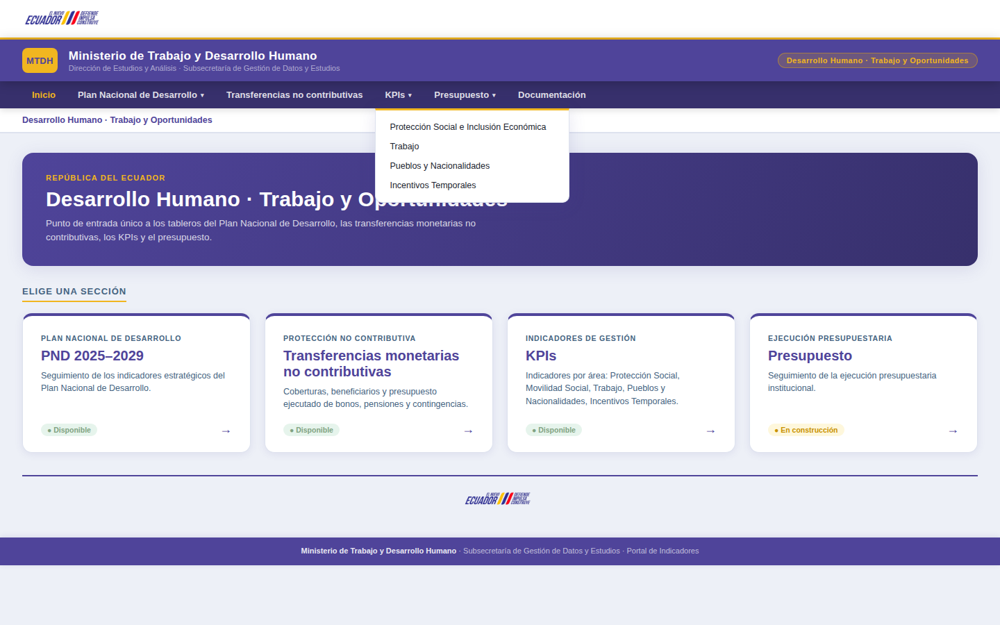 EL NUEVO
ECUADOR
DEFIENDE
IMPULSA
CONSTRUYE
MTDH
Ministerio de Trabajo y Desarrollo Humano
Dirección de Estudios y Análisis · Subsecretaría de Gestión de Datos y Estudios
Desarrollo Humano · Trabajo y Oportunidades
Inicio
Plan Nacional de Desarrollo ▾
Transferencias no contributivas
KPIs ▾
Presupuesto ▾
Documentación
Desarrollo Humano · Trabajo y Oportunidades
Protección Social e Inclusión Económica
Trabajo
Pueblos y Nacionalidades
Incentivos Temporales
REPÚBLICA DEL ECUADOR
Desarrollo Humano · Trabajo y Oportunidades
Punto de entrada único a los tableros del Plan Nacional de Desarrollo, las transferencias monetarias no
contributivas, los KPIs y el presupuesto.
ELIGE UNA SECCIÓN
PLAN NACIONAL DE DESARROLLO
PND 2025–2029
Seguimiento de los indicadores estratégicos del
Plan Nacional de Desarrollo.
● Disponible →
PROTECCIÓN NO CONTRIBUTIVA
Transferencias monetarias
no contributivas
Coberturas, beneficiarios y presupuesto
ejecutado de bonos, pensiones y contingencias.
● Disponible →
INDICADORES DE GESTIÓN
KPIs
Indicadores por área: Protección Social,
Movilidad Social, Trabajo, Pueblos y
Nacionalidades, Incentivos Temporales.
● Disponible →
EJECUCIÓN PRESUPUESTARIA
Presupuesto
Seguimiento de la ejecución presupuestaria
institucional.
● En construcción →
EL NUEVO
ECUADOR
DEFIENDE
IMPULSA
CONSTRUYE
Ministerio de Trabajo y Desarrollo Humano · Subsecretaría de Gestión de Datos y Estudios · Portal de Indicadores